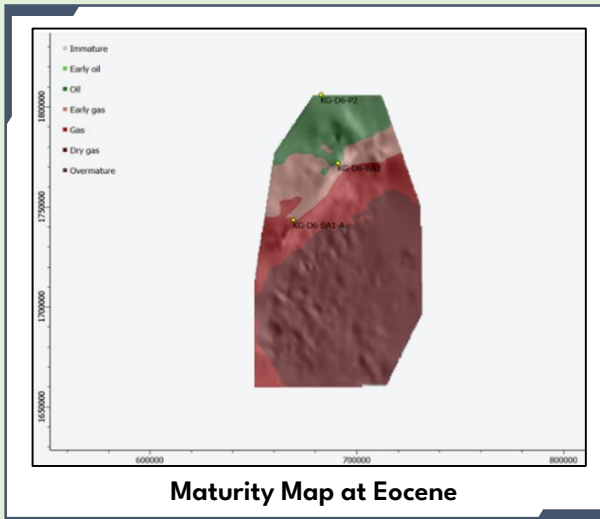 Immature
Early oil
Oil
Early gas
Gas
Dry gas
Overmature
KG-D6-P2
KG-D6-BA1-A
1800000
1750000
1700000
1650000
600000 700000 800000
Maturity Map at Eocene